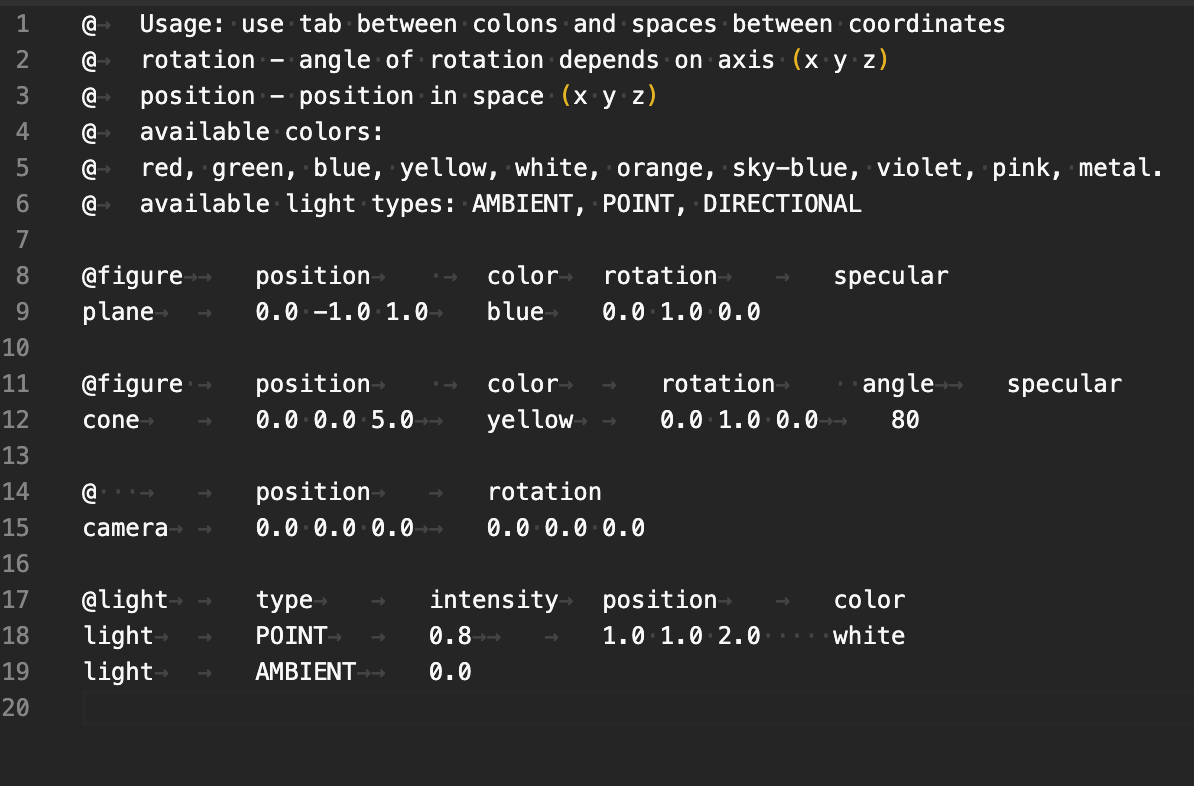 1 @ Usage: use tab between colons and spaces between coordinates
2 @ rotation – angle of rotation depends on axis (x y z)
3 @ position – position in space (x y z)
4 @ available colors:
5 @ red, green, blue, yellow, white, orange, sky-blue, violet, pink, metal.
6 @ available light types: AMBIENT, POINT, DIRECTIONAL
7
8 @figure position color rotation specular
9 plane 0.0 -1.0 1.0 blue 0.0 1.0 0.0
10
11 @figure position color rotation angle specular
12 cone 0.0 0.0 5.0 yellow 0.0 1.0 0.0 80
13
14 @ position rotation
15 camera 0.0 0.0 0.0 0.0 0.0 0.0
16
17 @light type intensity position color
18 light POINT 0.8 1.0 1.0 2.0 white
19 light AMBIENT 0.0
20